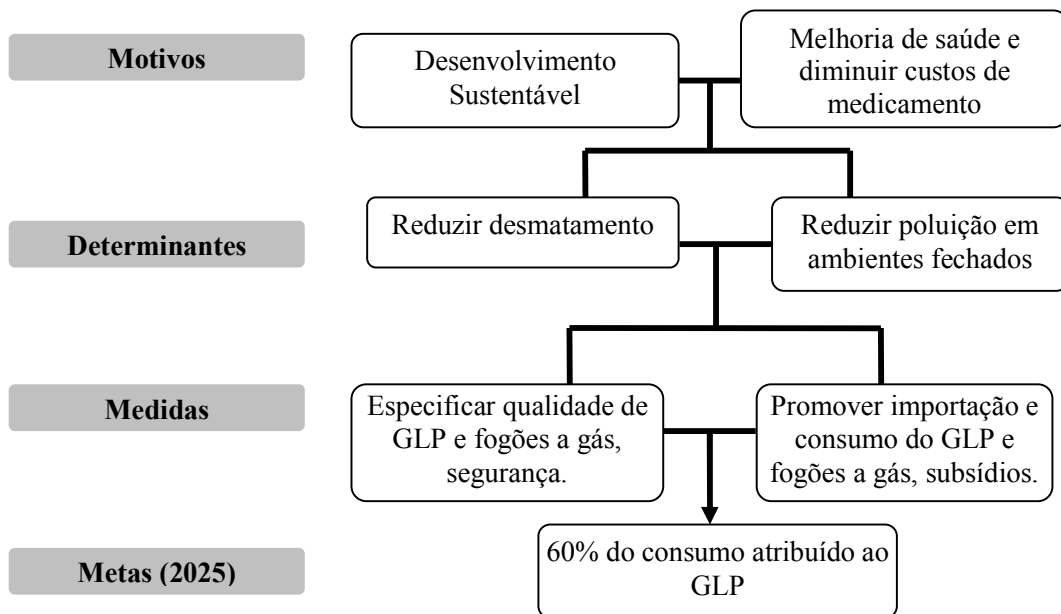 Motivos
Desenvolvimento
Sustentável
Melhoria de saúde e
diminuir custos de
medicamento
Determinantes
Reduzir desmatamento
Reduzir poluição em
ambientes fechados
Medidas
Especificar qualidade de
GLP e fogões a gás,
segurança.
Promover importação e
consumo do GLP e
fogões a gás, subsídios.
Metas (2025)
60% do consumo atribuído ao
GLP